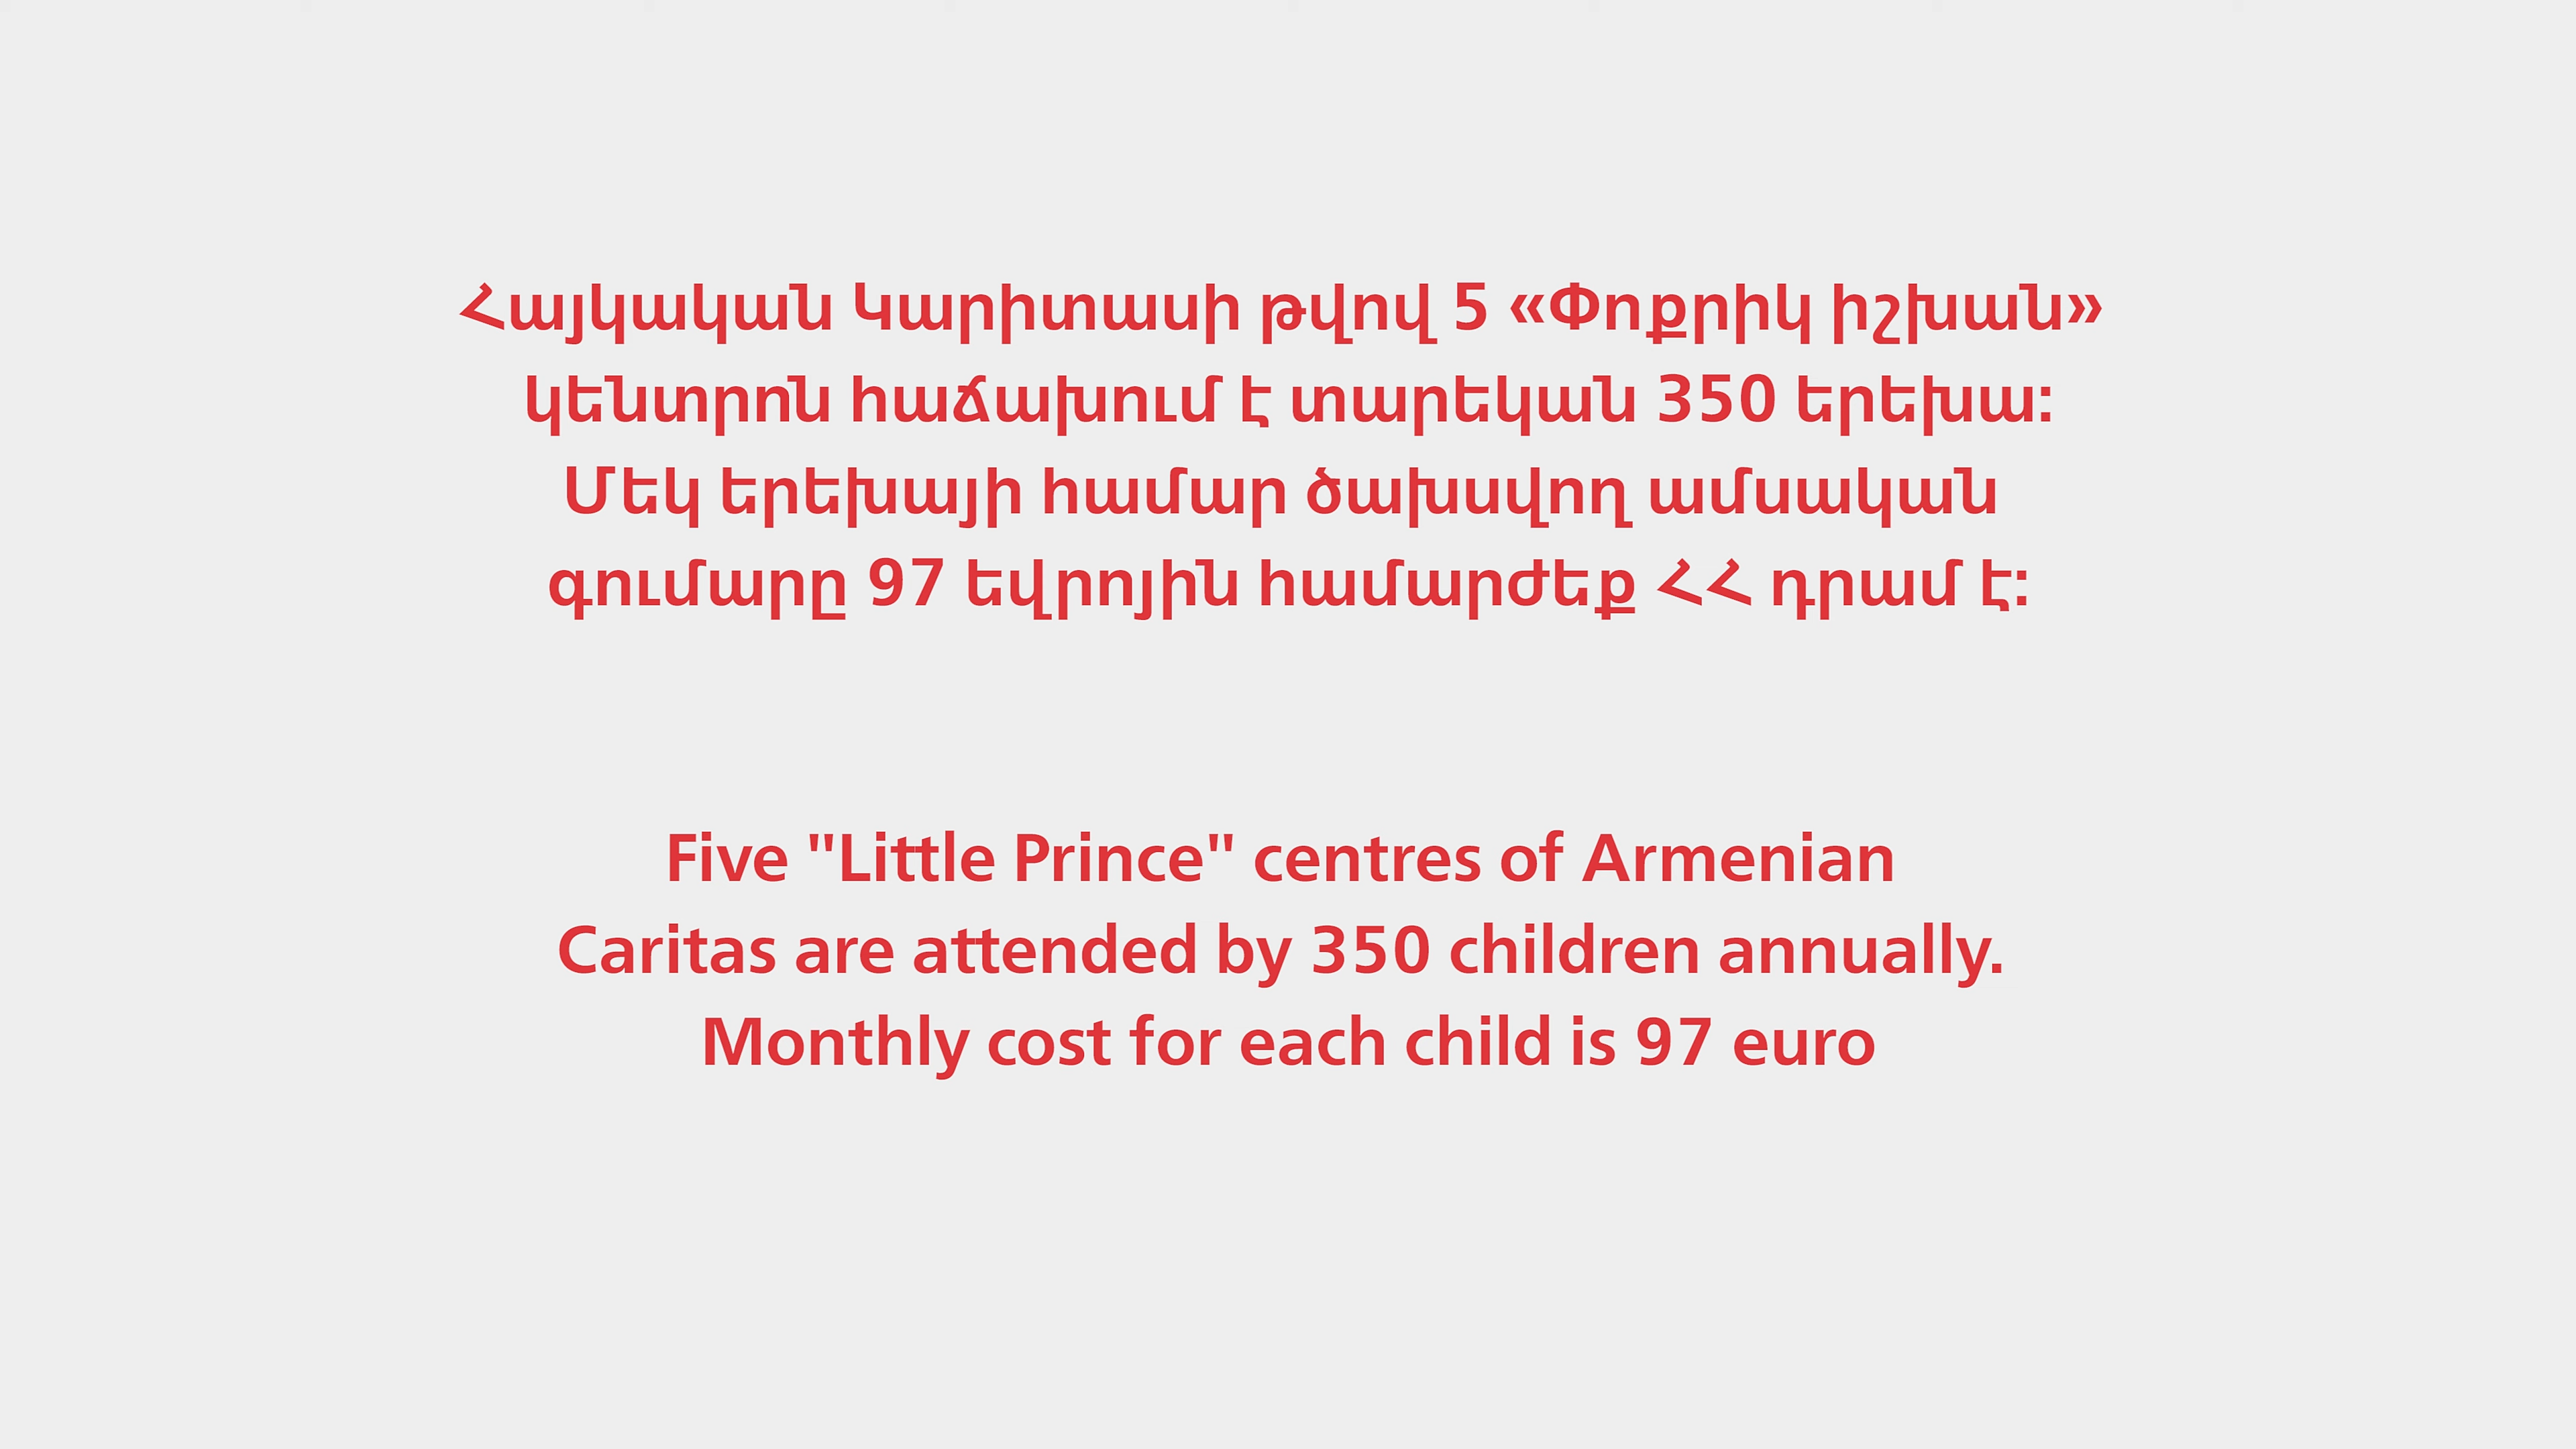 Հայկական Կարիտասի թվով 5 «Փոքրիկ իշխան»
կենտրոն հաճախում է տարեկան 350 երեխա:
Մեկ երեխայի համար ծախսվող ամսական
գումարը 97 եվրոյին համարժեք ՀՀ դրամ է:
Five "Little Prince" centres of Armenian
Caritas are attended by 350 children annually.
Monthly cost for each child is 97 euro